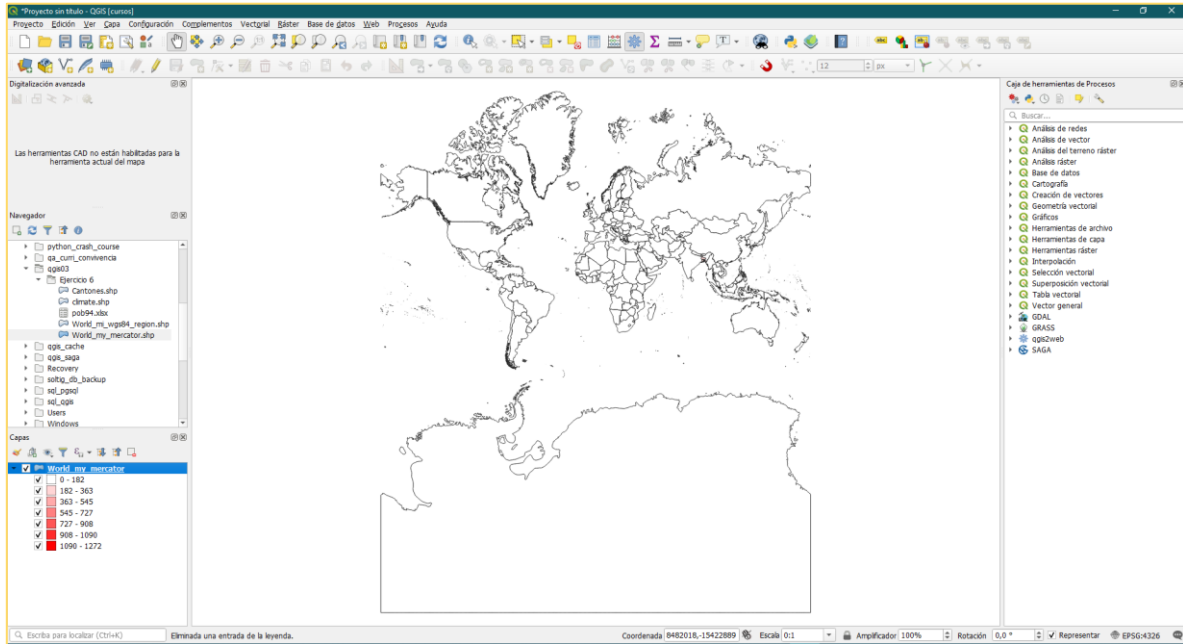 *Proyecto sin título - QGIS [cursos]
Proyecto Edición Ver Capa Configuración Complementos Vectorial Ráster Base de datos Web Procesos Ayuda
12 px
Digitalización avanzada
Las herramientas CAD no están habilitadas para la
herramienta actual del mapa
Navegador
python_crash_course
qa_curri_convivencia
qgis03
Ejercicio 6
Cantones.shp
climate.shp
pob94.xlsx
World_mi_wgs84_region.shp
World_my_mercator.shp
qgis_cache
qgis_saga
Recovery
soltig_db_backup
sql_pgsql
sql_qgis
Users
Windows
Capas
World_my_mercator
0 - 182
182 - 363
363 - 545
545 - 727
727 - 908
908 - 1090
1090 - 1272
Caja de herramientas de Procesos
Buscar...
Análisis de redes
Análisis de vector
Análisis del terreno ráster
Análisis ráster
Base de datos
Cartografía
Creación de vectores
Geometría vectorial
Gráficos
Herramientas de archivo
Herramientas de capa
Herramientas ráster
Interpolación
Selección vectorial
Superposición vectorial
Tabla vectorial
Vector general
GDAL
GRASS
qgis2web
SAGA
Escriba para localizar (Ctrl+K) Eliminada una entrada de la leyenda. Coordenada 8482018,-15422889 Escala 0:1 Amplificador 100% Rotación 0,0 ° Representar EPSG:4326